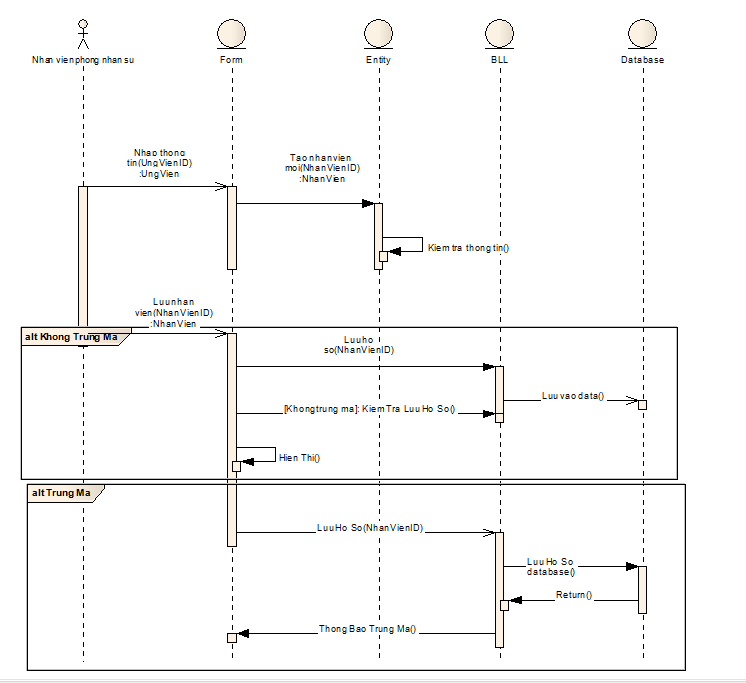 Nhan vien phong nhan su
Form
Entity
BLL
Database
Nhap thong
tin(UngVienID)
:UngVien
Tao nhan vien
moi(NhanVienID)
:NhanVien
Kiem tra thong tin()
Luu nhan
vien(NhanVienID)
:NhanVien
alt Khong Trung Ma
Luu ho
so(NhanVienID)
Luu vao data()
[Khong trung ma]: Kiem Tra Luu Ho So()
Hien Thi()
alt Trung Ma
Luu Ho So(NhanVienID)
Luu Ho So
database()
Return()
Thong Bao Trung Ma()